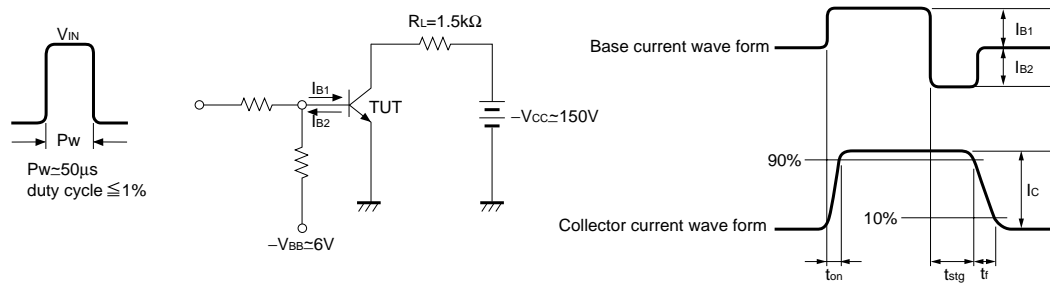 VIN
PW
PW≃50μs
duty cycle ≦1%
RL=1.5kΩ
IB1
IB2
TUT
–VCC≃150V
–VBB≃6V
Base current wave form
IB1
IB2
90%
10%
IC
Collector current wave form
ton
tstg
tf